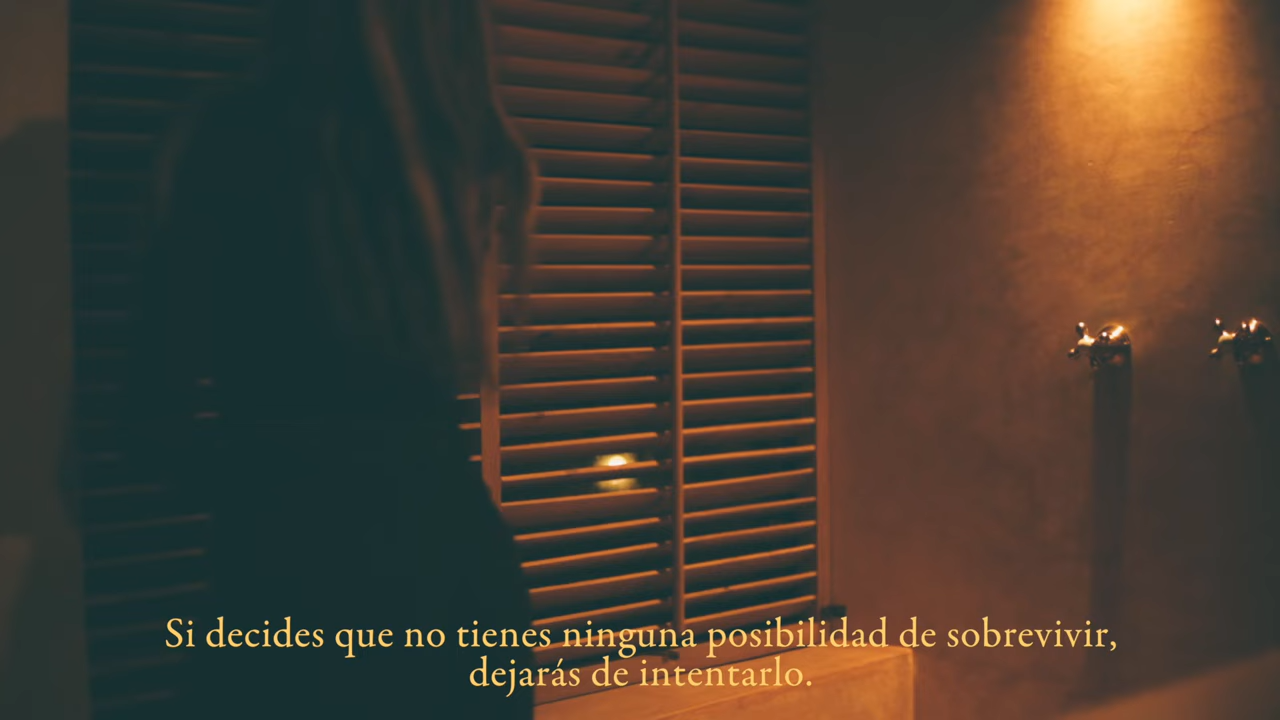 Si decides que no tienes ninguna posibilidad de sobrevivir,
dejarás de intentarlo.